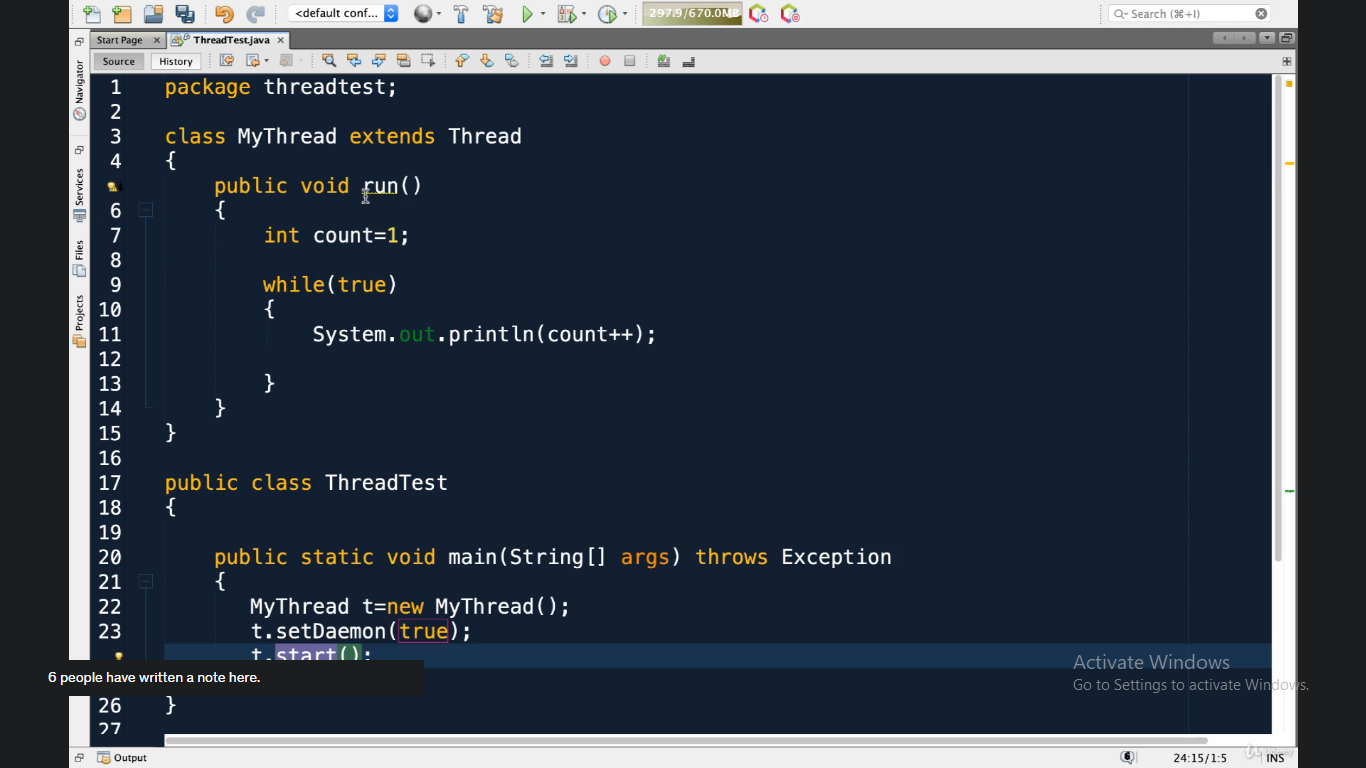 <default conf...
297.9/670.0MB
Search (⌘+I)
Start Page
ThreadTest.java
Source
History
Navigator
Services
Files
Projects
1 package threadtest;
2
3 class MyThread extends Thread
4 {
public void run()
6 {
7 int count=1;
8
9 while(true)
10 {
11 System.out.println(count++);
12
13 }
14 }
15 }
16
17 public class ThreadTest
18 {
19
20 public static void main(String[] args) throws Exception
21 {
22 MyThread t=new MyThread();
23 t.setDaemon(true);
t.start();
6 people have written a note here.
26 }
27
Activate Windows
Go to Settings to activate Windows.
Output
6
24:15/1:5
INS